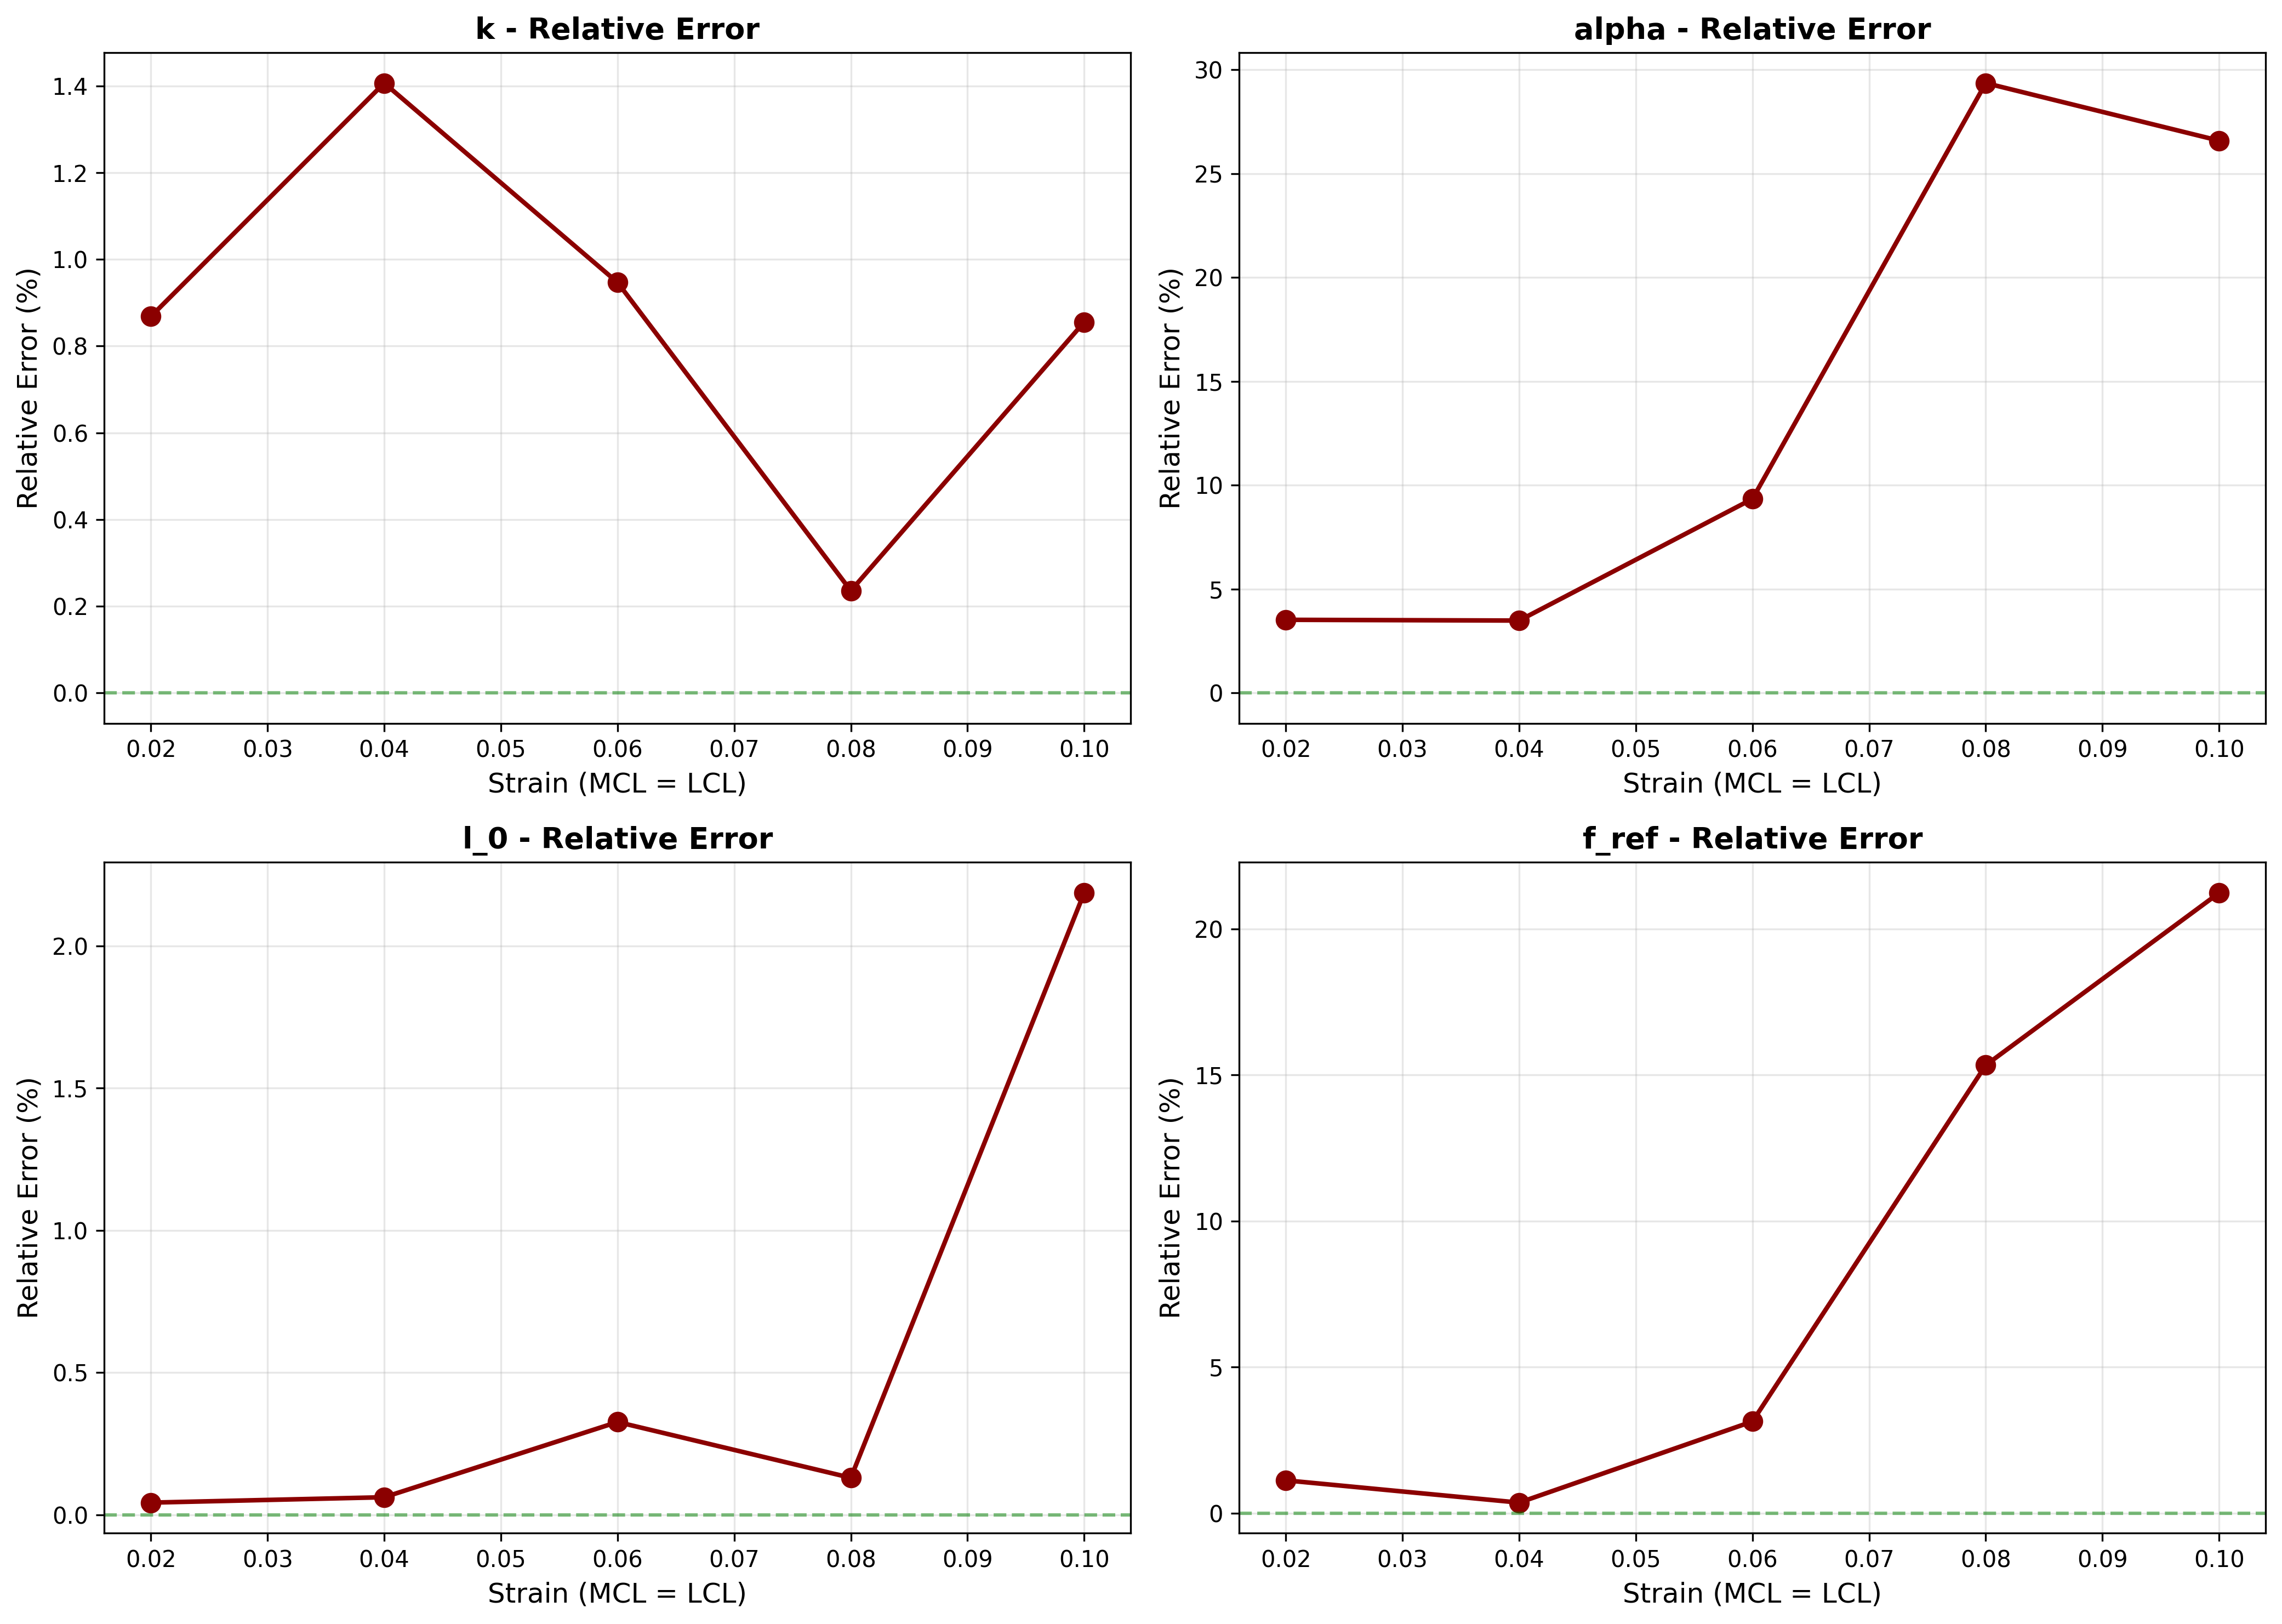 k - Relative Error
1.4
1.2
1.0
0.8
0.6
0.4
0.2
0.0
Relative Error (%)
0.02 0.03 0.04 0.05 0.06 0.07 0.08 0.09 0.10
Strain (MCL = LCL)
alpha - Relative Error
30
25
20
15
10
5
0
Relative Error (%)
0.02 0.03 0.04 0.05 0.06 0.07 0.08 0.09 0.10
Strain (MCL = LCL)
l_0 - Relative Error
2.0
1.5
1.0
0.5
0.0
Relative Error (%)
0.02 0.03 0.04 0.05 0.06 0.07 0.08 0.09 0.10
Strain (MCL = LCL)
f_ref - Relative Error
20
15
10
5
0
Relative Error (%)
0.02 0.03 0.04 0.05 0.06 0.07 0.08 0.09 0.10
Strain (MCL = LCL)